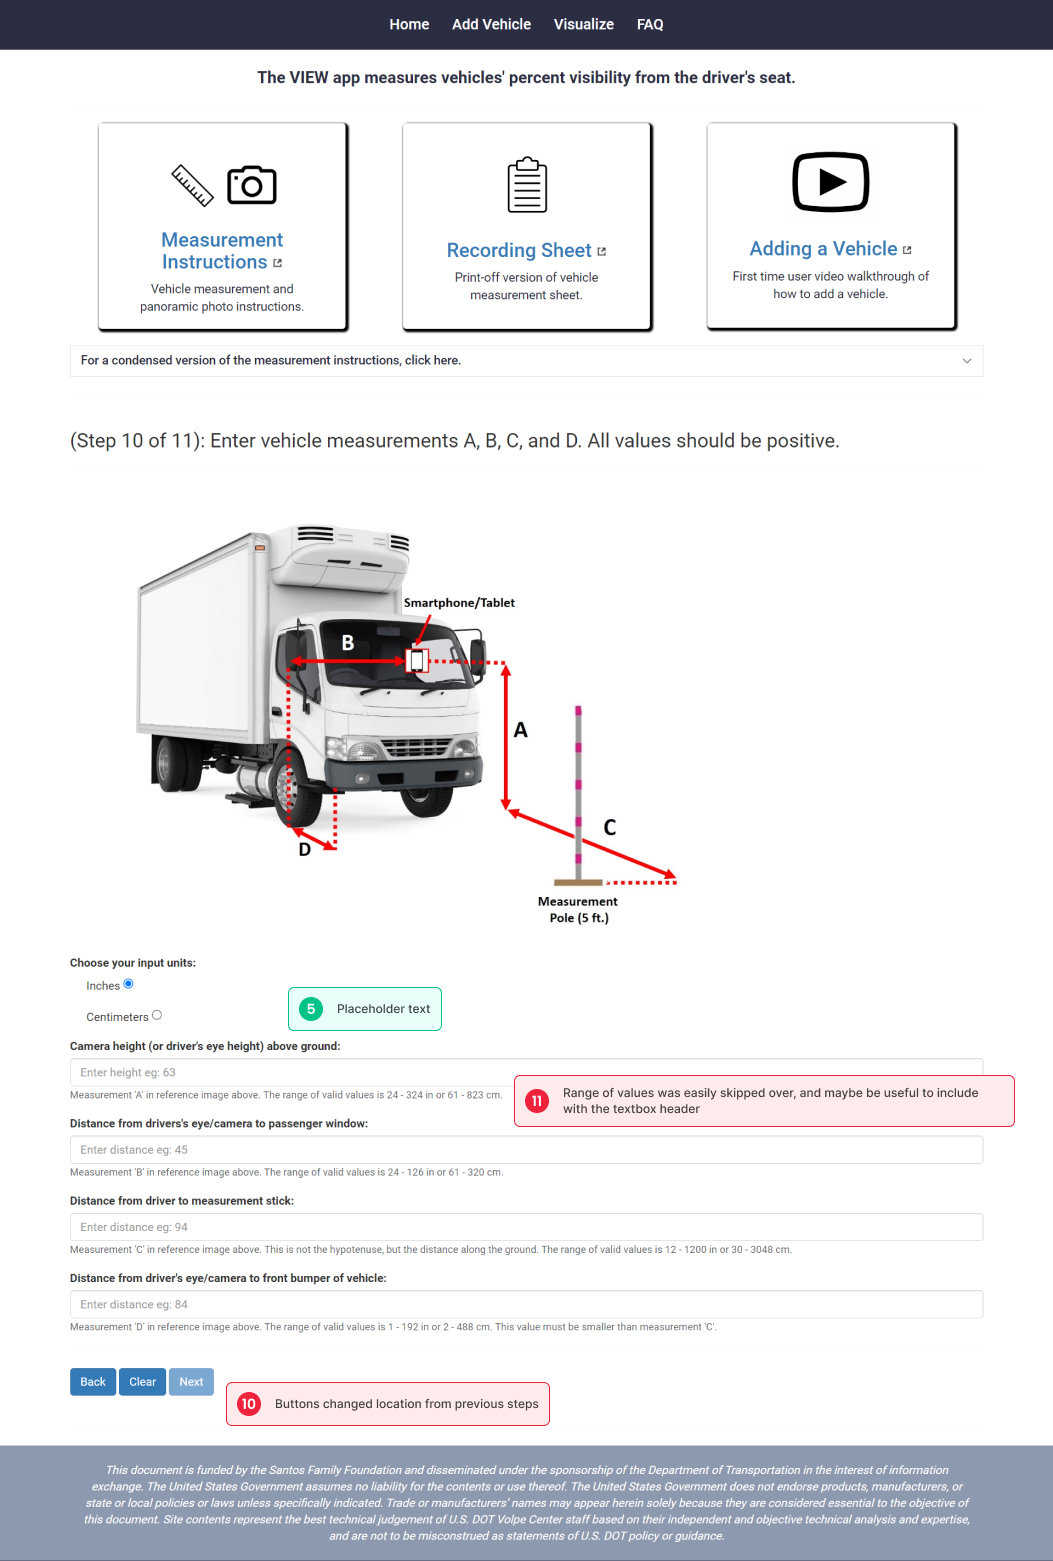 Home Add Vehicle Visualize FAQ
The VIEW app measures vehicles' percent visibility from the driver's seat.
Measurement
Instructions
Vehicle measurement and
panoramic photo instructions.
Recording Sheet
Print-off version of vehicle
measurement sheet.
Adding a Vehicle
First time user video walkthrough of
how to add a vehicle.
For a condensed version of the measurement instructions, click here.
(Step 10 of 11): Enter vehicle measurements A, B, C, and D. All values should be positive.
Smartphone/Tablet
B
A
C
D
Measurement
Pole (5 ft.)
Choose your input units:
Inches
Centimeters
5 Placeholder text
Camera height (or driver's eye height) above ground:
Enter height eg: 63
Measurement 'A' in reference image above. The range of valid values is 24 - 324 in or 61 - 823 cm.
11 Range of values was easily skipped over, and maybe be useful to include
with the textbox header
Distance from drivers's eye/camera to passenger window:
Enter distance eg: 45
Measurement 'B' in reference image above. The range of valid values is 24 - 126 in or 61 - 320 cm.
Distance from driver to measurement stick:
Enter distance eg: 94
Measurement 'C' in reference image above. This is not the hypotenuse, but the distance along the ground. The range of valid values is 12 - 1200 in or 30 - 3048 cm.
Distance from driver's eye/camera to front bumper of vehicle:
Enter distance eg: 84
Measurement 'D' in reference image above. The range of valid values is 1 - 192 in or 2 - 488 cm. This value must be smaller than measurement 'C'.
Back Clear Next
10 Buttons changed location from previous steps
This document is funded by the Santos Family Foundation and disseminated under the sponsorship of the Department of Transportation in the interest of information
exchange. The United States Government assumes no liability for the contents or use thereof. The United States Government does not endorse products, manufacturers, or
state or local policies or laws unless specifically indicated. Trade or manufacturers' names may appear herein solely because they are considered essential to the objective of
this document. Site contents represent the best technical judgement of U.S. DOT Volpe Center staff based on their independent and objective technical analysis and expertise,
and are not to be misconstrued as statements of U.S. DOT policy or guidance.